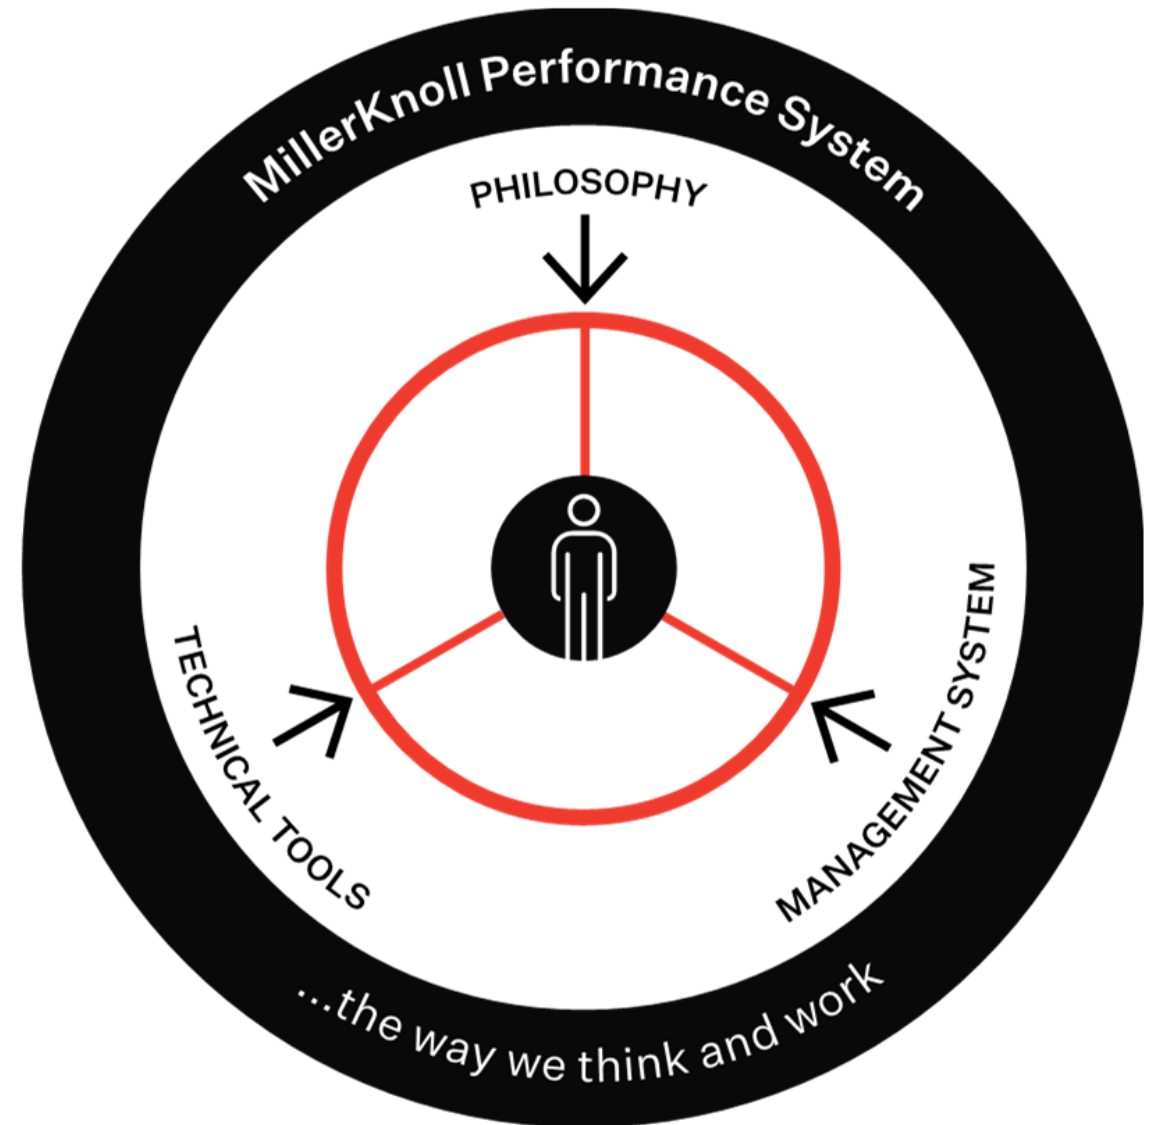 MillerKnoll Performance System
PHILOSOPHY
TECHNICAL TOOLS
MANAGEMENT SYSTEM
...the way we think and work